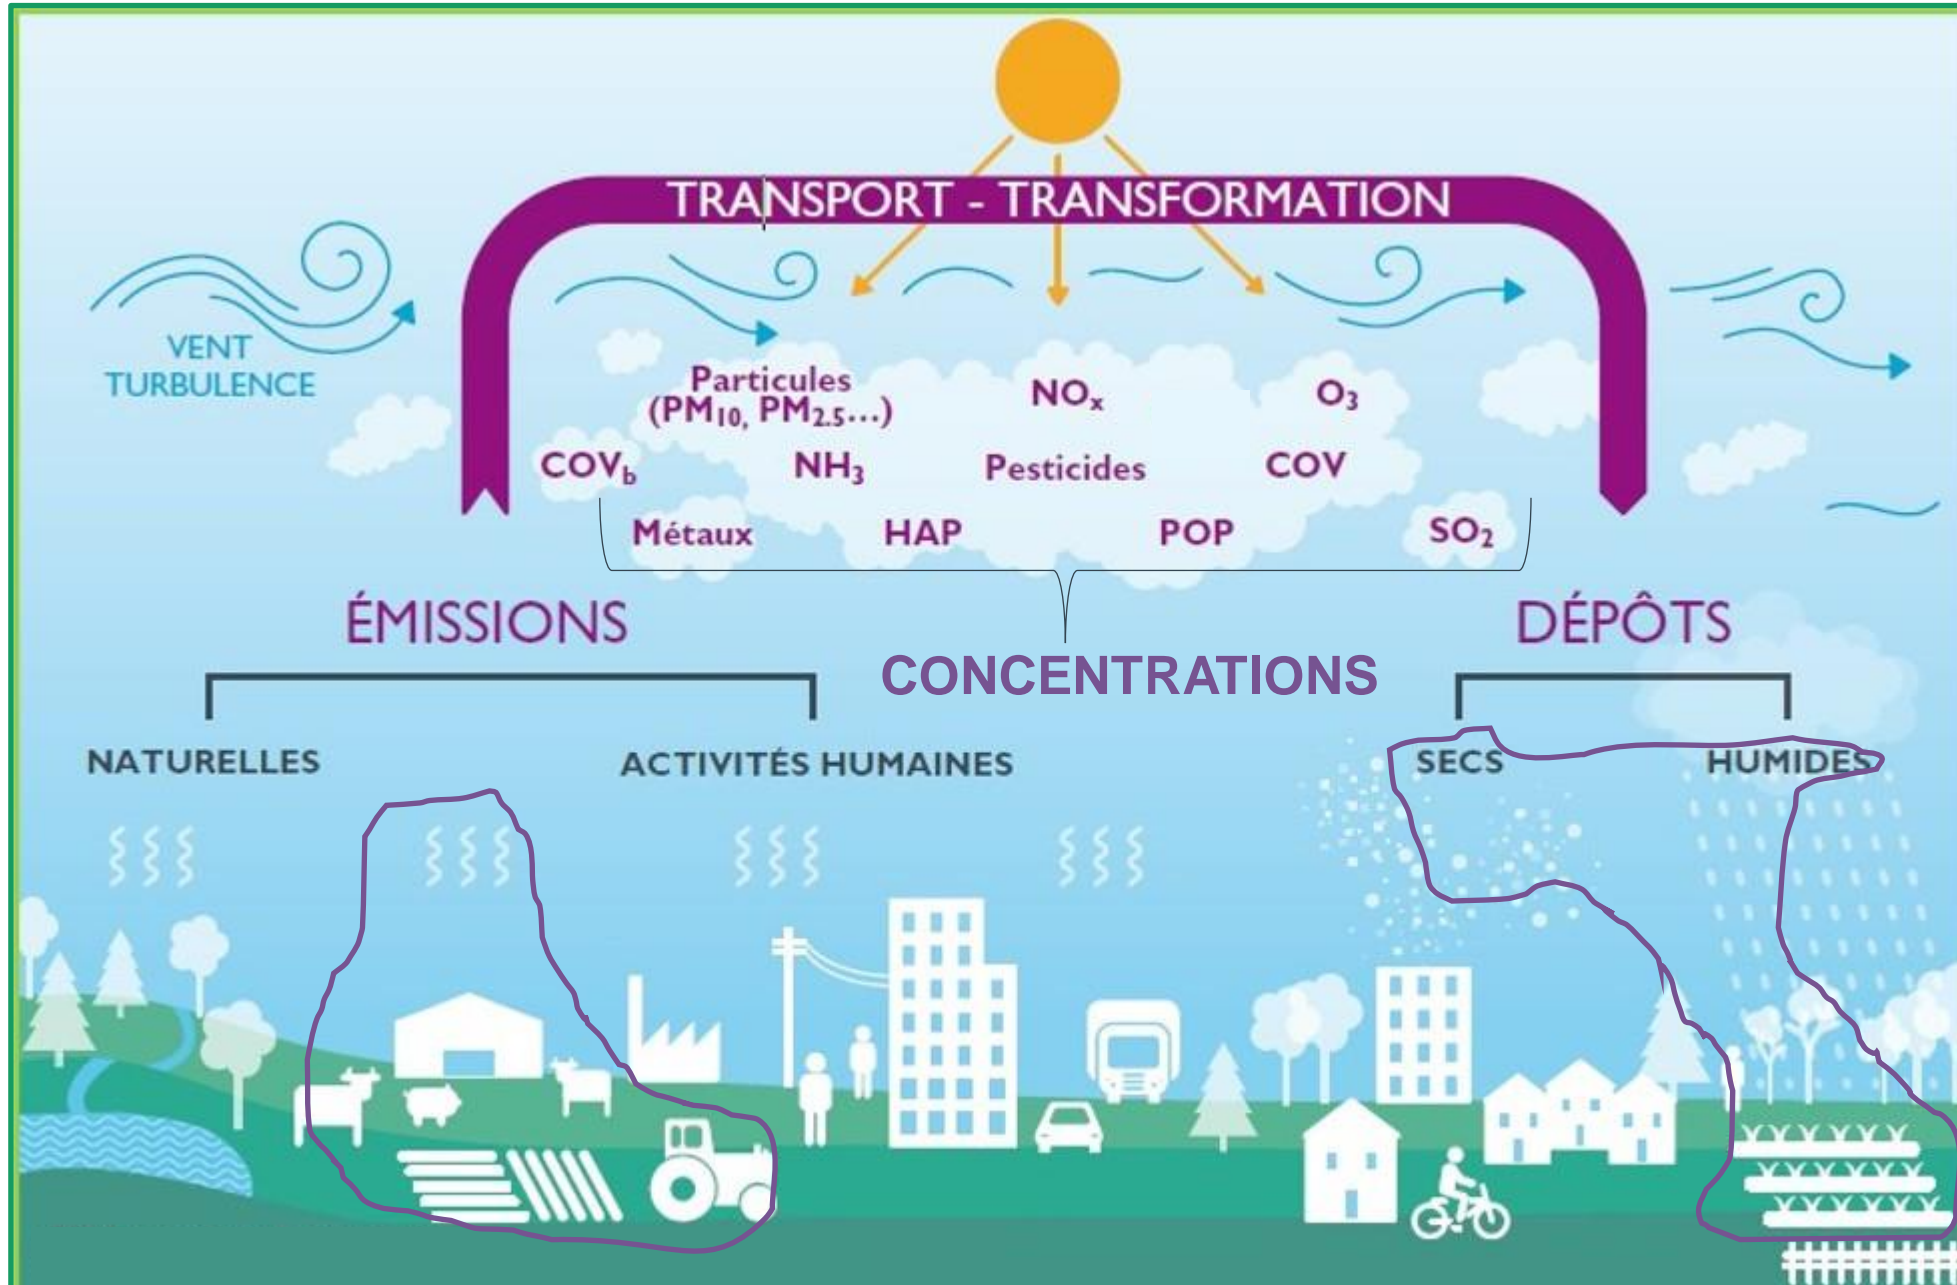 TRANSPORT - TRANSFORMATION
VENT
TURBULENCE
Particules
(PM₁₀, PM₂.₅...)
NOₓ
O₃
COV_b
NH₃
Pesticides
COV
Métaux
HAP
POP
SO₂
ÉMISSIONS
DÉPÔTS
CONCENTRATIONS
NATURELLES
ACTIVITÉS HUMAINES
SECS
HUMIDES